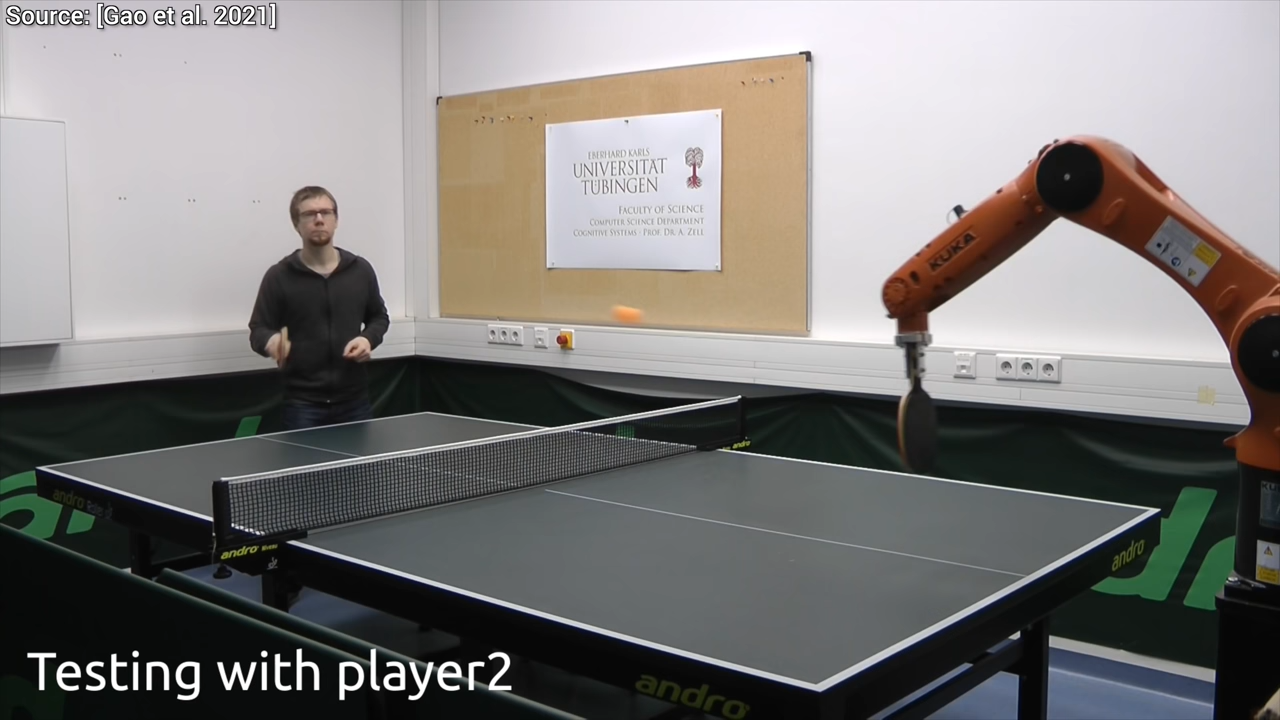 Source: [Gao et al. 2021]
EBERHARD KARLS
UNIVERSITÄT
TÜBINGEN
FACULTY OF SCIENCE
COMPUTER SCIENCE DEPARTMENT
COGNITIVE SYSTEMS - PROF. DR. A. ZELL
KUKA
andro
andro
andro
andro
andro
Testing with player2